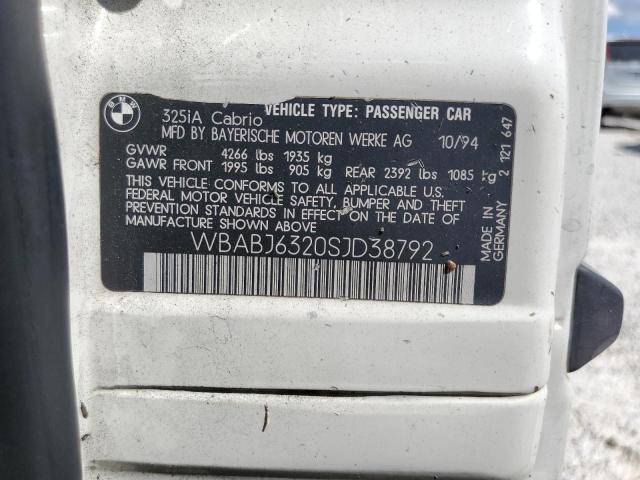 BMW
325iA Cabrio VEHICLE TYPE: PASSENGER CAR
MFD BY BAYERISCHE MOTOREN WERKE AG 10/94
GVWR 4266 lbs 1935 kg
GAWR FRONT 1995 lbs 905 kg REAR 2392 lbs 1085 kg
THIS VEHICLE CONFORMS TO ALL APPLICABLE U.S.
FEDERAL MOTOR VEHICLE SAFETY, BUMPER AND THEFT
PREVENTION STANDARDS IN EFFECT ON THE DATE OF
MANUFACTURE SHOWN ABOVE
WBABJ6320SJD38792
MADE IN
GERMANY
2 121 647